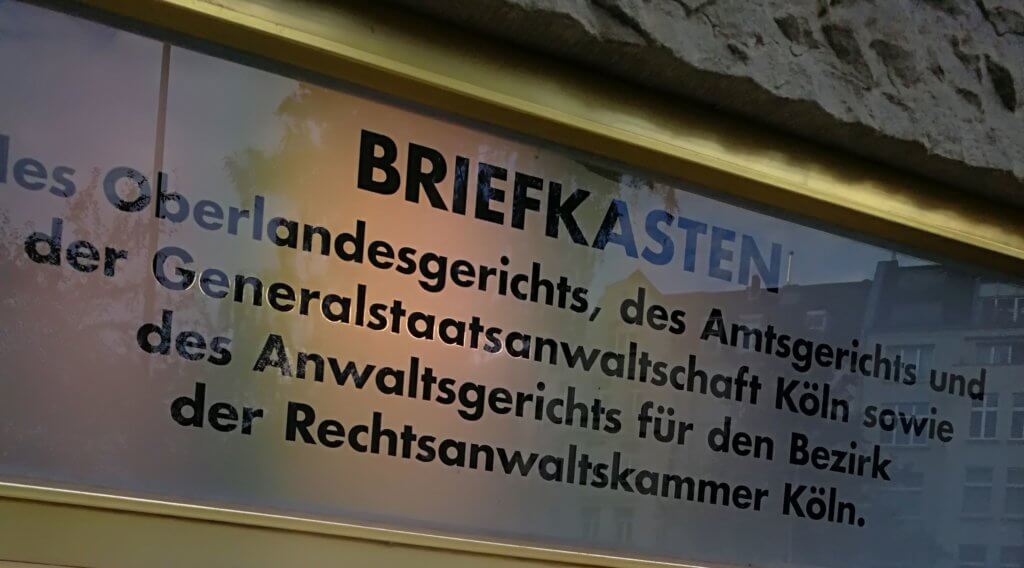 BRIEFKASTEN
des Oberlandesgerichts, des Amtsgerichts und
der Generalstaatsanwaltschaft Köln sowie
des Anwaltsgerichts für den Bezirk
der Rechtsanwaltskammer Köln.